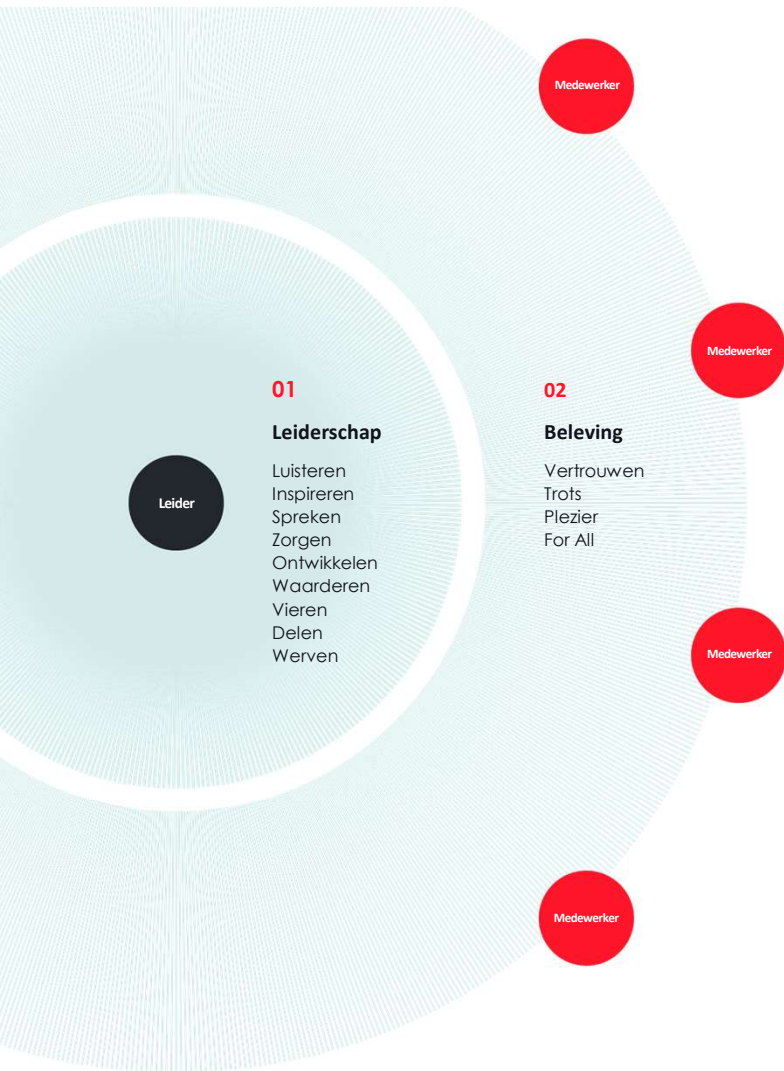 Medewerker
Medewerker
01
Leiderschap
Luisteren
Inspireren
Spreken
Zorgen
Ontwikkelen
Waarderen
Vieren
Delen
Werven
02
Beleving
Vertrouwen
Trots
Plezier
For All
Leider
Medewerker
Medewerker